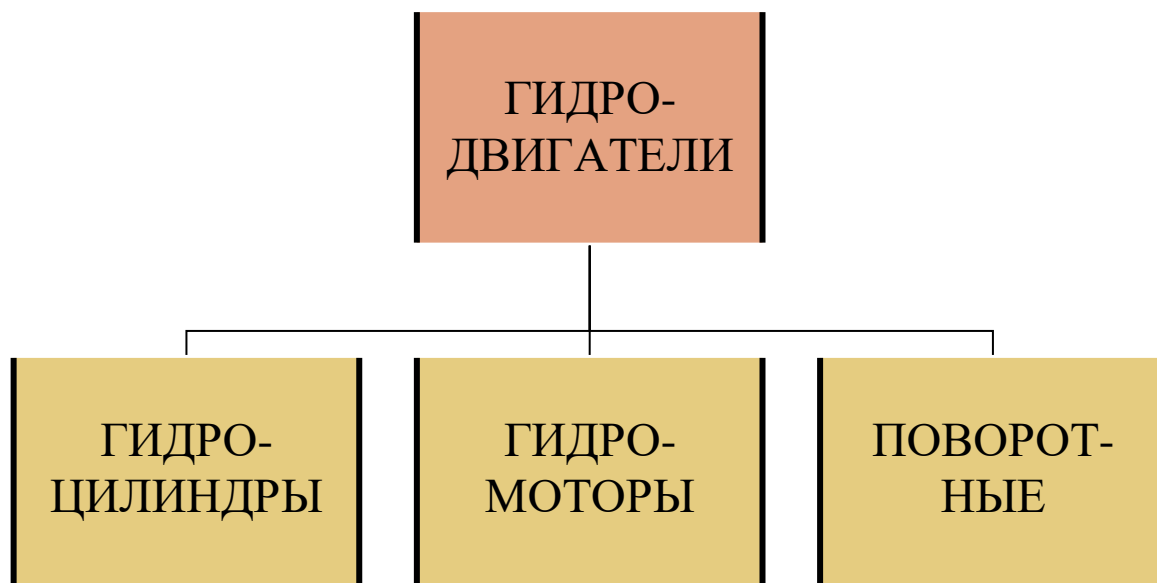 ГИДРО-
ДВИГАТЕЛИ
ГИДРО-
ЦИЛИНДРЫ
ГИДРО-
МОТОРЫ
ПОВОРОТ-
НЫЕ